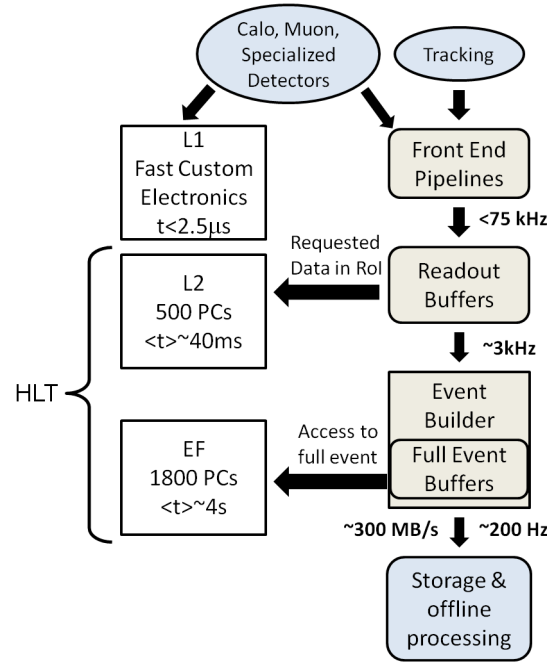 Calo, Muon,
Specialized
Detectors
Tracking
L1
Fast Custom
Electronics
t<2.5μs
Front End
Pipelines
<75 kHz
Requested
Data in RoI
L2
500 PCs
<t>~40ms
Readout
Buffers
~3kHz
HLT
Event
Builder
Access to
full event
Full Event
Buffers
EF
1800 PCs
<t>~4s
~300 MB/s
~200 Hz
Storage &
offline
processing